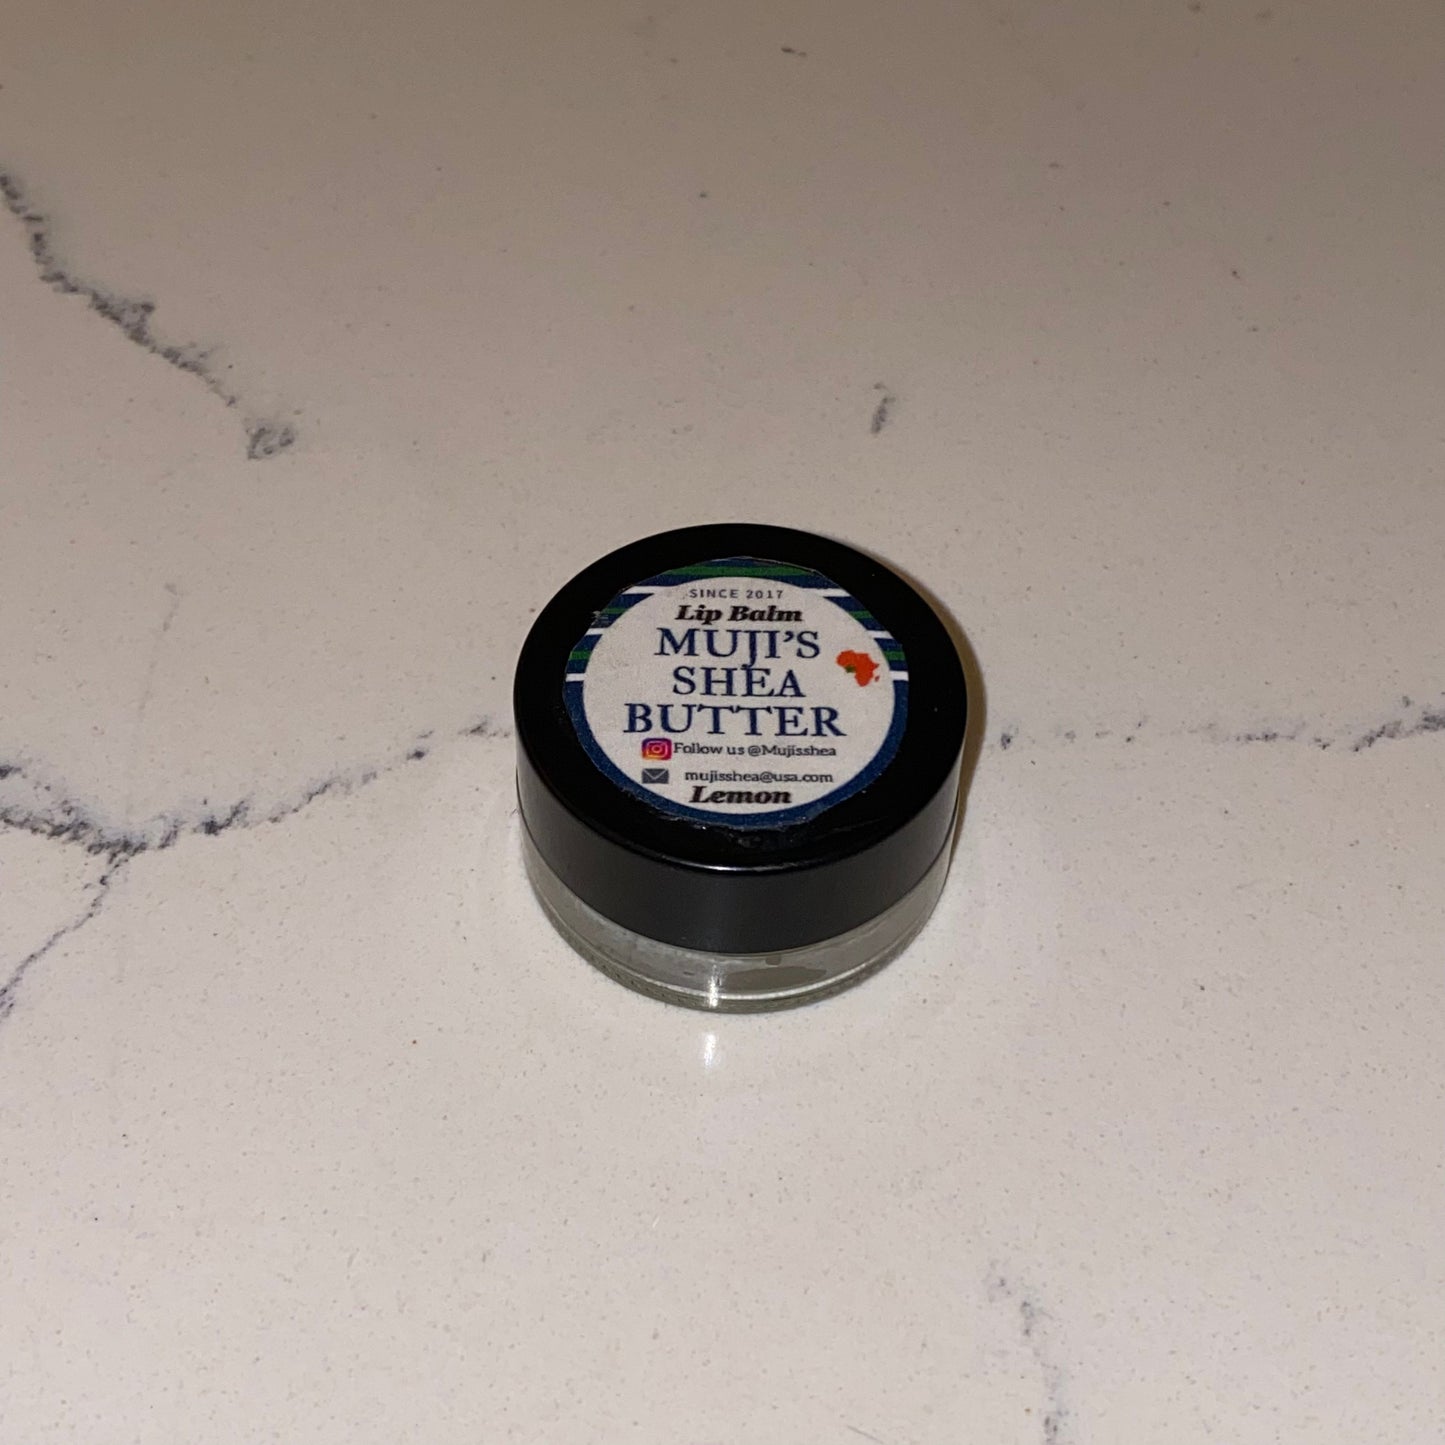 SINCE 2017
Lip Balm
MUJI'S
SHEA
BUTTER
Follow us @Mujisshea
mujisshea@usa.com
Lemon